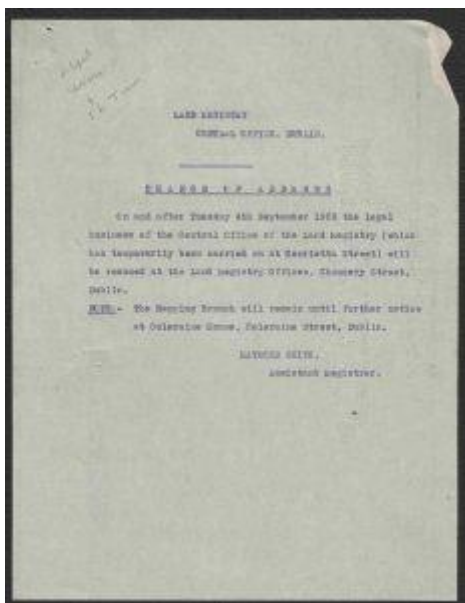 LAND REGISTRY
CENTRAL OFFICE, DUBLIN.
CHANGE OF ADDRESS
On and after Tuesday 4th September the legal
business of the Central Office of the Land Registry (which
has temporarily been carried on at Henrietta Street) will
be resumed at the Land Registry Offices, Chancery Street,
Dublin.
NOTE:- The Mapping Branch will remain until further notice
at Coleraine House, Coleraine Street, Dublin.
Assistant Registrar.